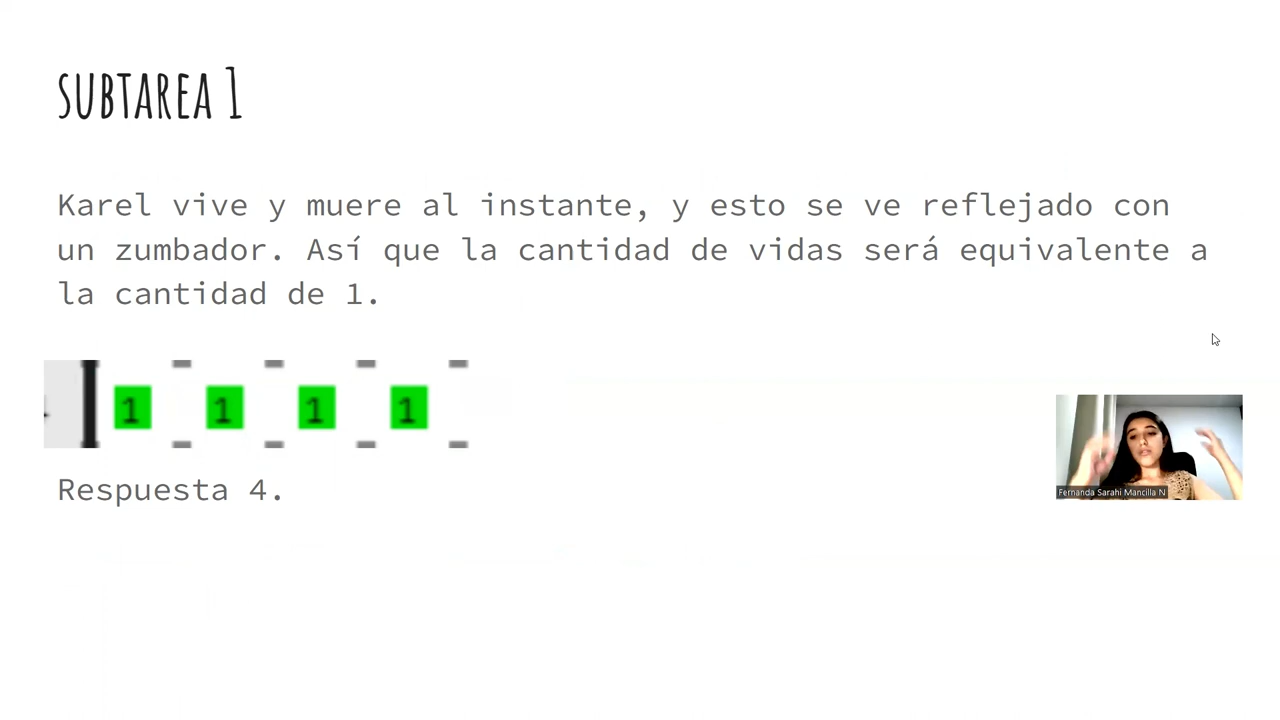 SUBTAREA 1
Karel vive y muere al instante, y esto se ve reflejado con
un zumbador. Así que la cantidad de vidas será equivalente a
la cantidad de 1.
1 1 1 1
Respuesta 4.
Fernanda Sarahi Mancilla N